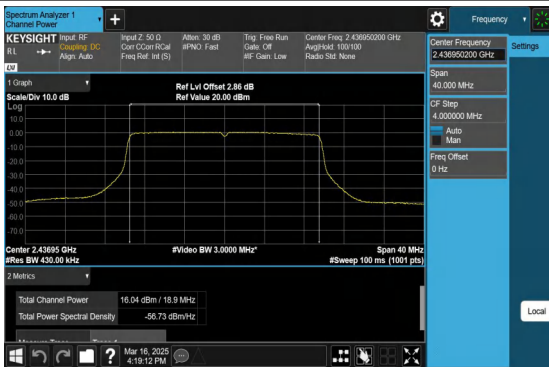 Spectrum Analyzer 1
Channel Power
Frequency
KEYSIGHT
Input: RF
Coupling: DC
Align: Auto
Input Z: 50 Ω
Corr CCorr RCal
Freq Ref: Int (S)
Atten: 30 dB
#PNO: Fast
Trig: Free Run
Gate: Off
#IF Gain: Low
Center Freq: 2.436950200 GHz
Avg|Hold: 100/100
Radio Std: None
RL
LXI
Center Frequency
2.436950200 GHz
Settings
Span
40.000 MHz
CF Step
4.000000 MHz
Auto
Man
Freq Offset
0 Hz
Local
1 Graph
Scale/Div 10.0 dB
Ref Lvl Offset 2.86 dB
Ref Value 20.00 dBm
Log
10.0
0.00
-10.0
-20.0
-30.0
-40.0
-50.0
-60.0
-70.0
Center 2.43695 GHz
#Res BW 430.00 kHz
#Video BW 3.0000 MHz*
Span 40 MHz
#Sweep 100 ms (1001 pts)
2 Metrics
Total Channel Power 16.04 dBm / 18.9 MHz
Total Power Spectral Density -56.73 dBm/Hz
?
Mar 16, 2025
4:19:12 PM